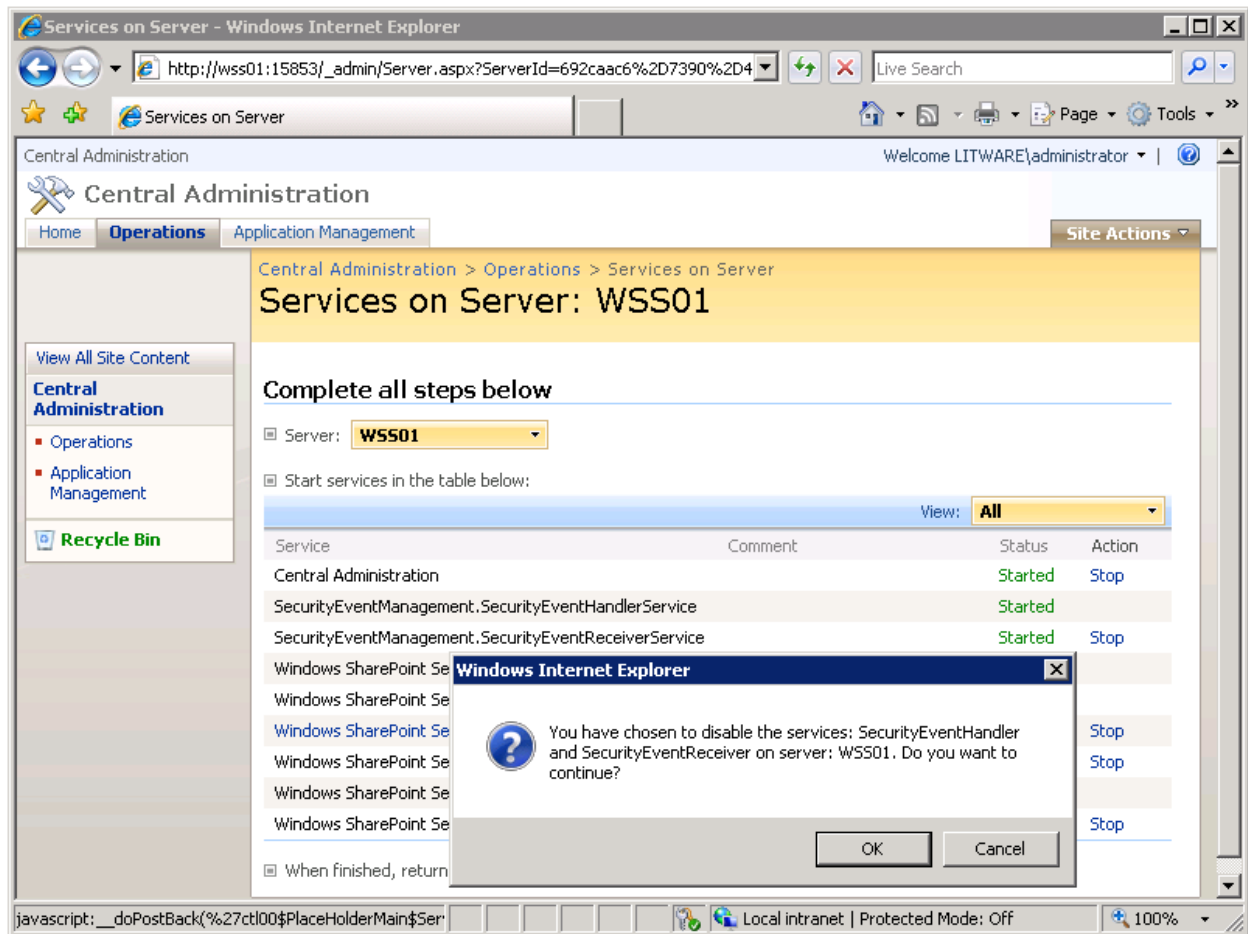 Services on Server - Windows Internet Explorer
http://wss01:15853/_admin/Server.aspx?ServerId=692caac6%2D7390%2D4
Live Search
Services on Server
Page
Tools
»
Central Administration
Welcome LITWARE\administrator
Central Administration
Home
Operations
Application Management
Site Actions
Central Administration > Operations > Services on Server
Services on Server: WSS01
View All Site Content
Central
Administration
Operations
Application
Management
Recycle Bin
Complete all steps below
Server: WSS01
Start services in the table below:
View: All
Service Comment Status Action
Central Administration Started Stop
SecurityEventManagement.SecurityEventHandlerService Started
SecurityEventManagement.SecurityEventReceiverService Started Stop
Windows SharePoint Se
Windows SharePoint Se
Windows SharePoint Se Stop
Windows SharePoint Se Stop
Windows SharePoint Se
Windows SharePoint Se Stop
When finished, return
Windows Internet Explorer
You have chosen to disable the services: SecurityEventHandler
and SecurityEventReceiver on server: WSS01. Do you want to
continue?
OK
Cancel
javascript:__doPostBack(%27ctl00$PlaceHolderMain$Ser
Local intranet | Protected Mode: Off
100%